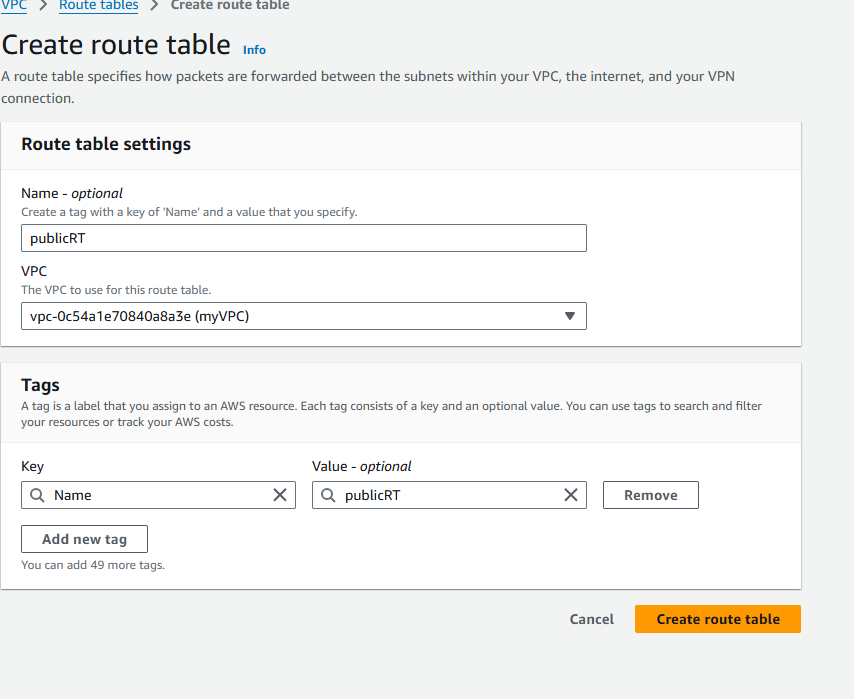 VPC > Route tables > Create route table
Create route table Info
A route table specifies how packets are forwarded between the subnets within your VPC, the internet, and your VPN
connection.
Route table settings
Name - optional
Create a tag with a key of 'Name' and a value that you specify.
publicRT
VPC
The VPC to use for this route table.
vpc-0c54a1e70840a8a3e (myVPC)
Tags
A tag is a label that you assign to an AWS resource. Each tag consists of a key and an optional value. You can use tags to search and filter
your resources or track your AWS costs.
Key Value - optional
Name publicRT Remove
Add new tag
You can add 49 more tags.
Cancel Create route table